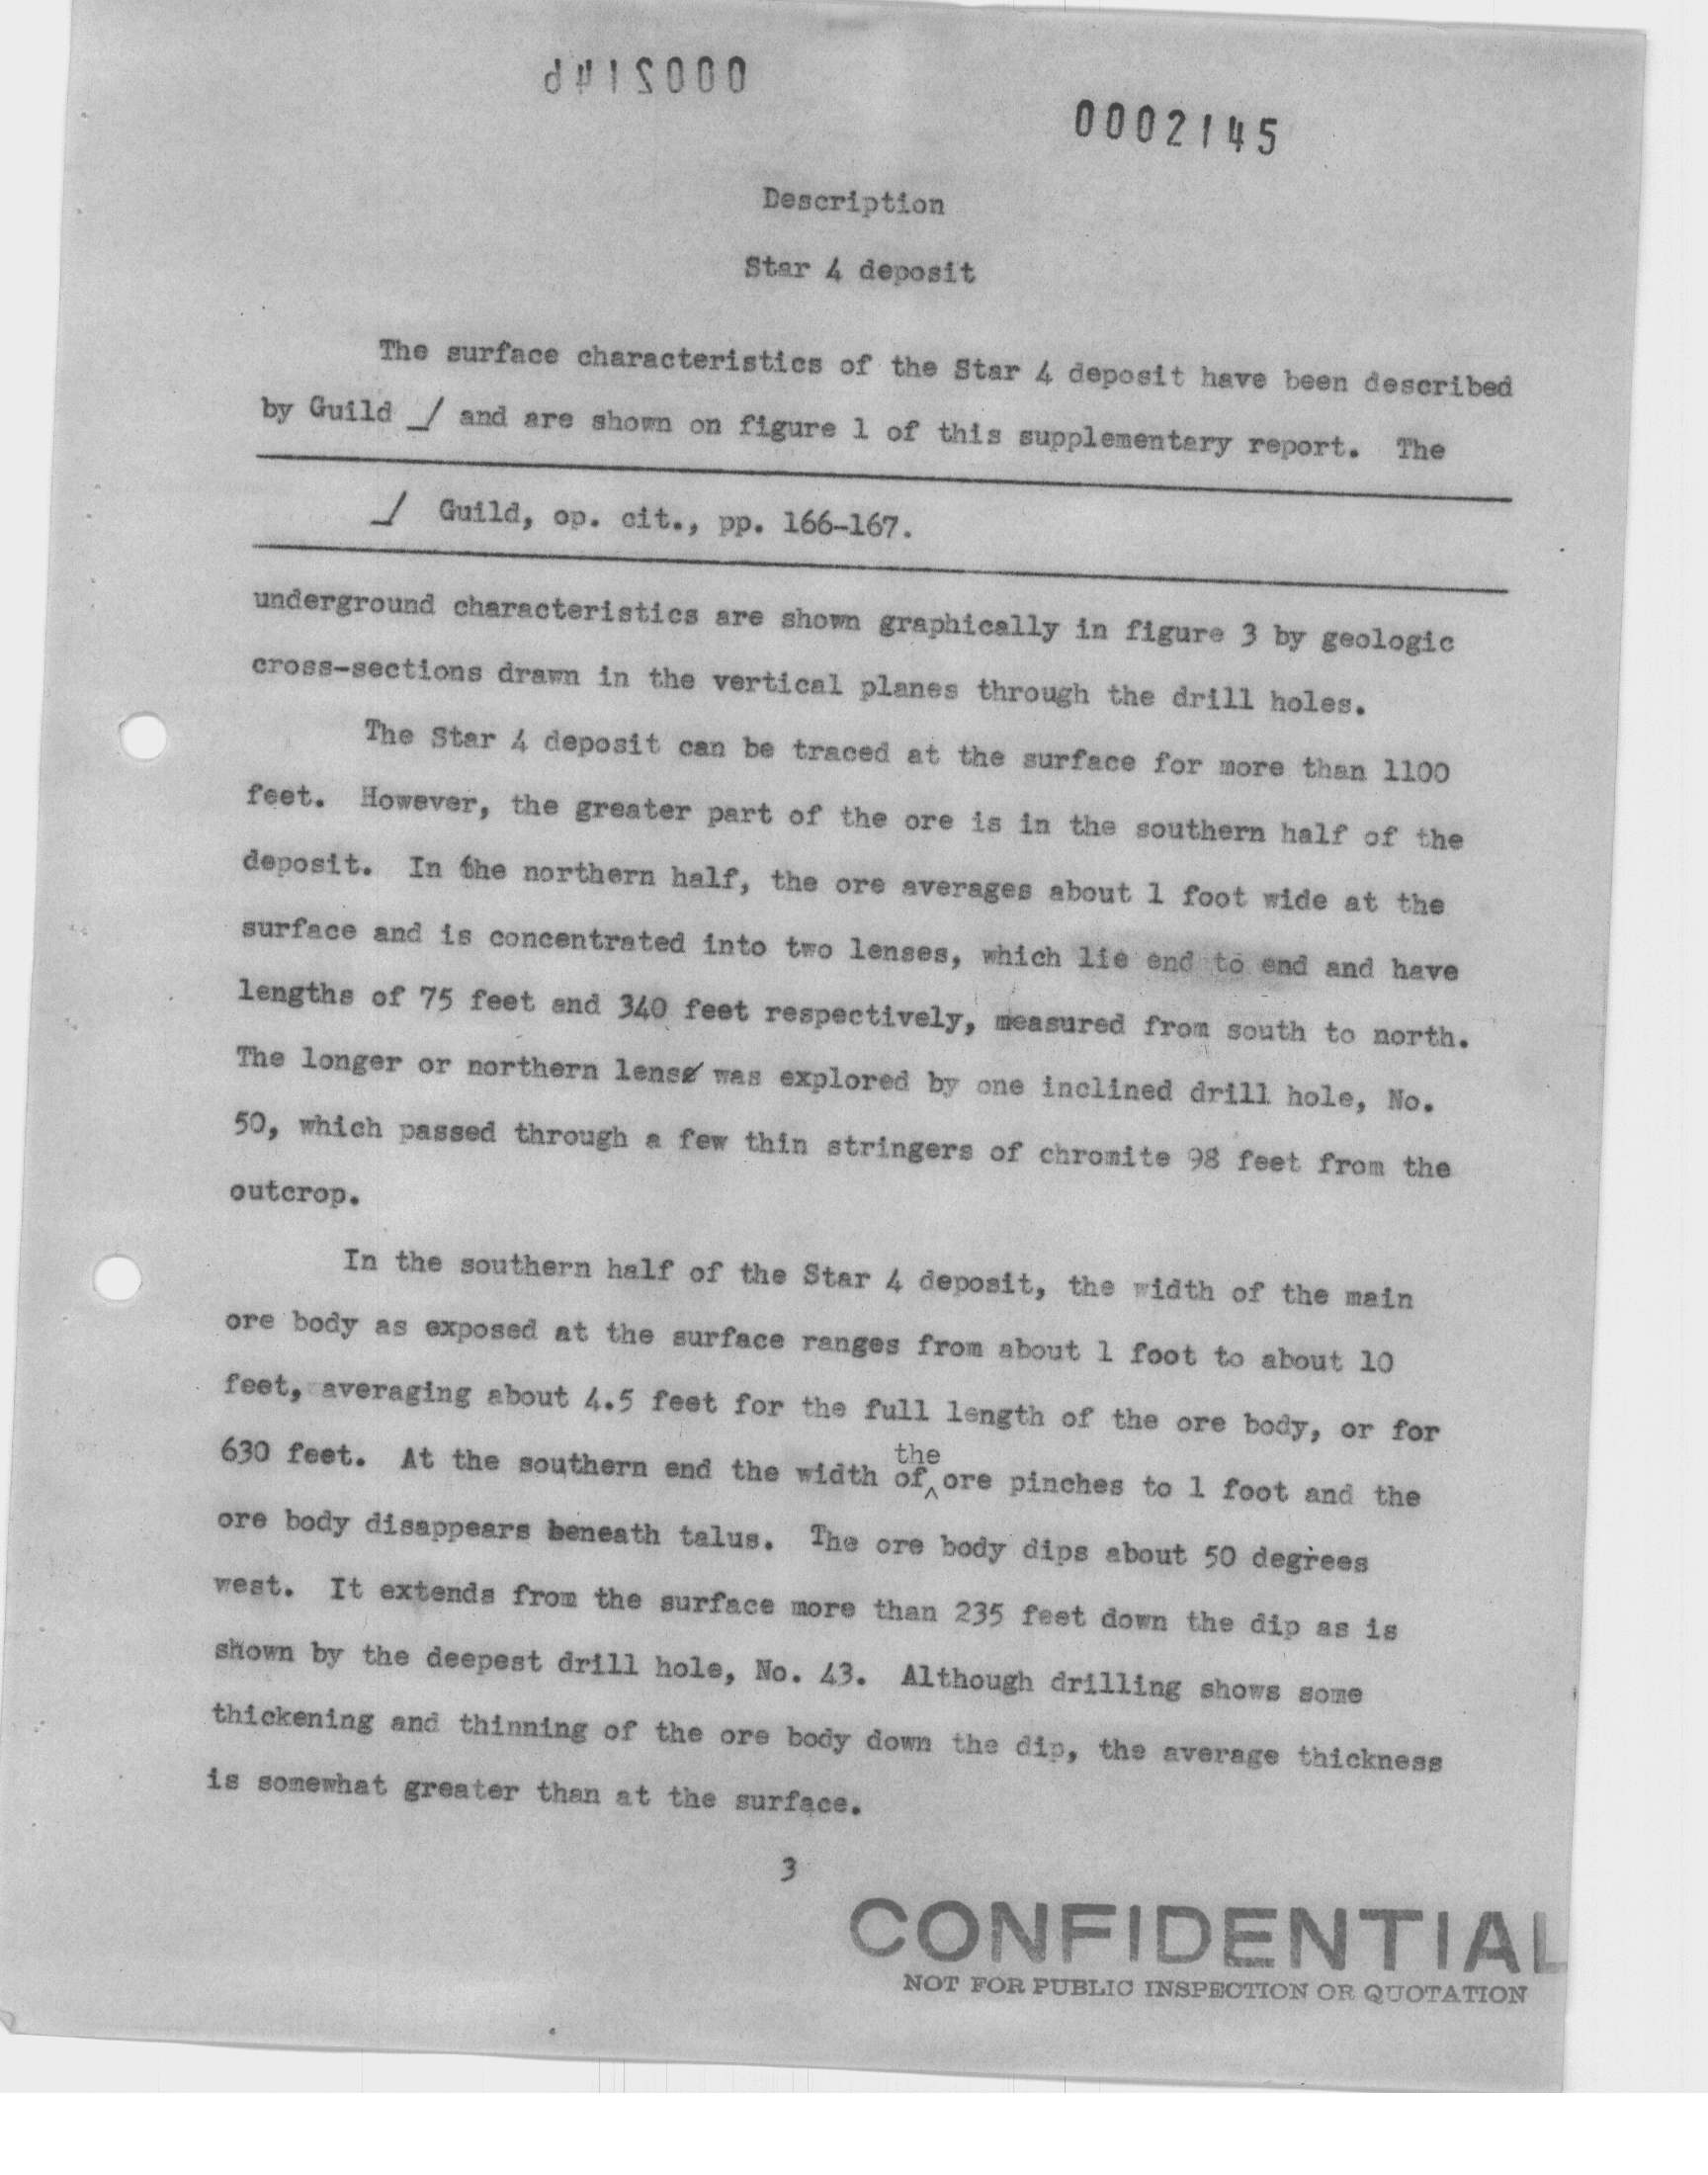 0002146
0002145
Description
Star 4 deposit
The surface characteristics of the Star 4 deposit have been described
by Guild _/ and are shown on figure 1 of this supplementary report. The
_/ Guild, op. cit., pp. 166-167.
underground characteristics are shown graphically in figure 3 by geologic
cross-sections drawn in the vertical planes through the drill holes.
The Star 4 deposit can be traced at the surface for more than 1100
feet. However, the greater part of the ore is in the southern half of the
deposit. In the northern half, the ore averages about 1 foot wide at the
surface and is concentrated into two lenses, which lie end to end and have
lengths of 75 feet and 340 feet respectively, measured from south to north.
The longer or northern lens was explored by one inclined drill hole, No.
50, which passed through a few thin stringers of chromite 98 feet from the
outcrop.
In the southern half of the Star 4 deposit, the width of the main
ore body as exposed at the surface ranges from about 1 foot to about 10
feet, averaging about 4.5 feet for the full length of the ore body, or for
630 feet. At the southern end the width of the ore pinches to 1 foot and the
ore body disappears beneath talus. The ore body dips about 50 degrees
west. It extends from the surface more than 235 feet down the dip as is
shown by the deepest drill hole, No. 43. Although drilling shows some
thickening and thinning of the ore body down the dip, the average thickness
is somewhat greater than at the surface.
3
CONFIDENTIAL
NOT FOR PUBLIC INSPECTION OR QUOTATION